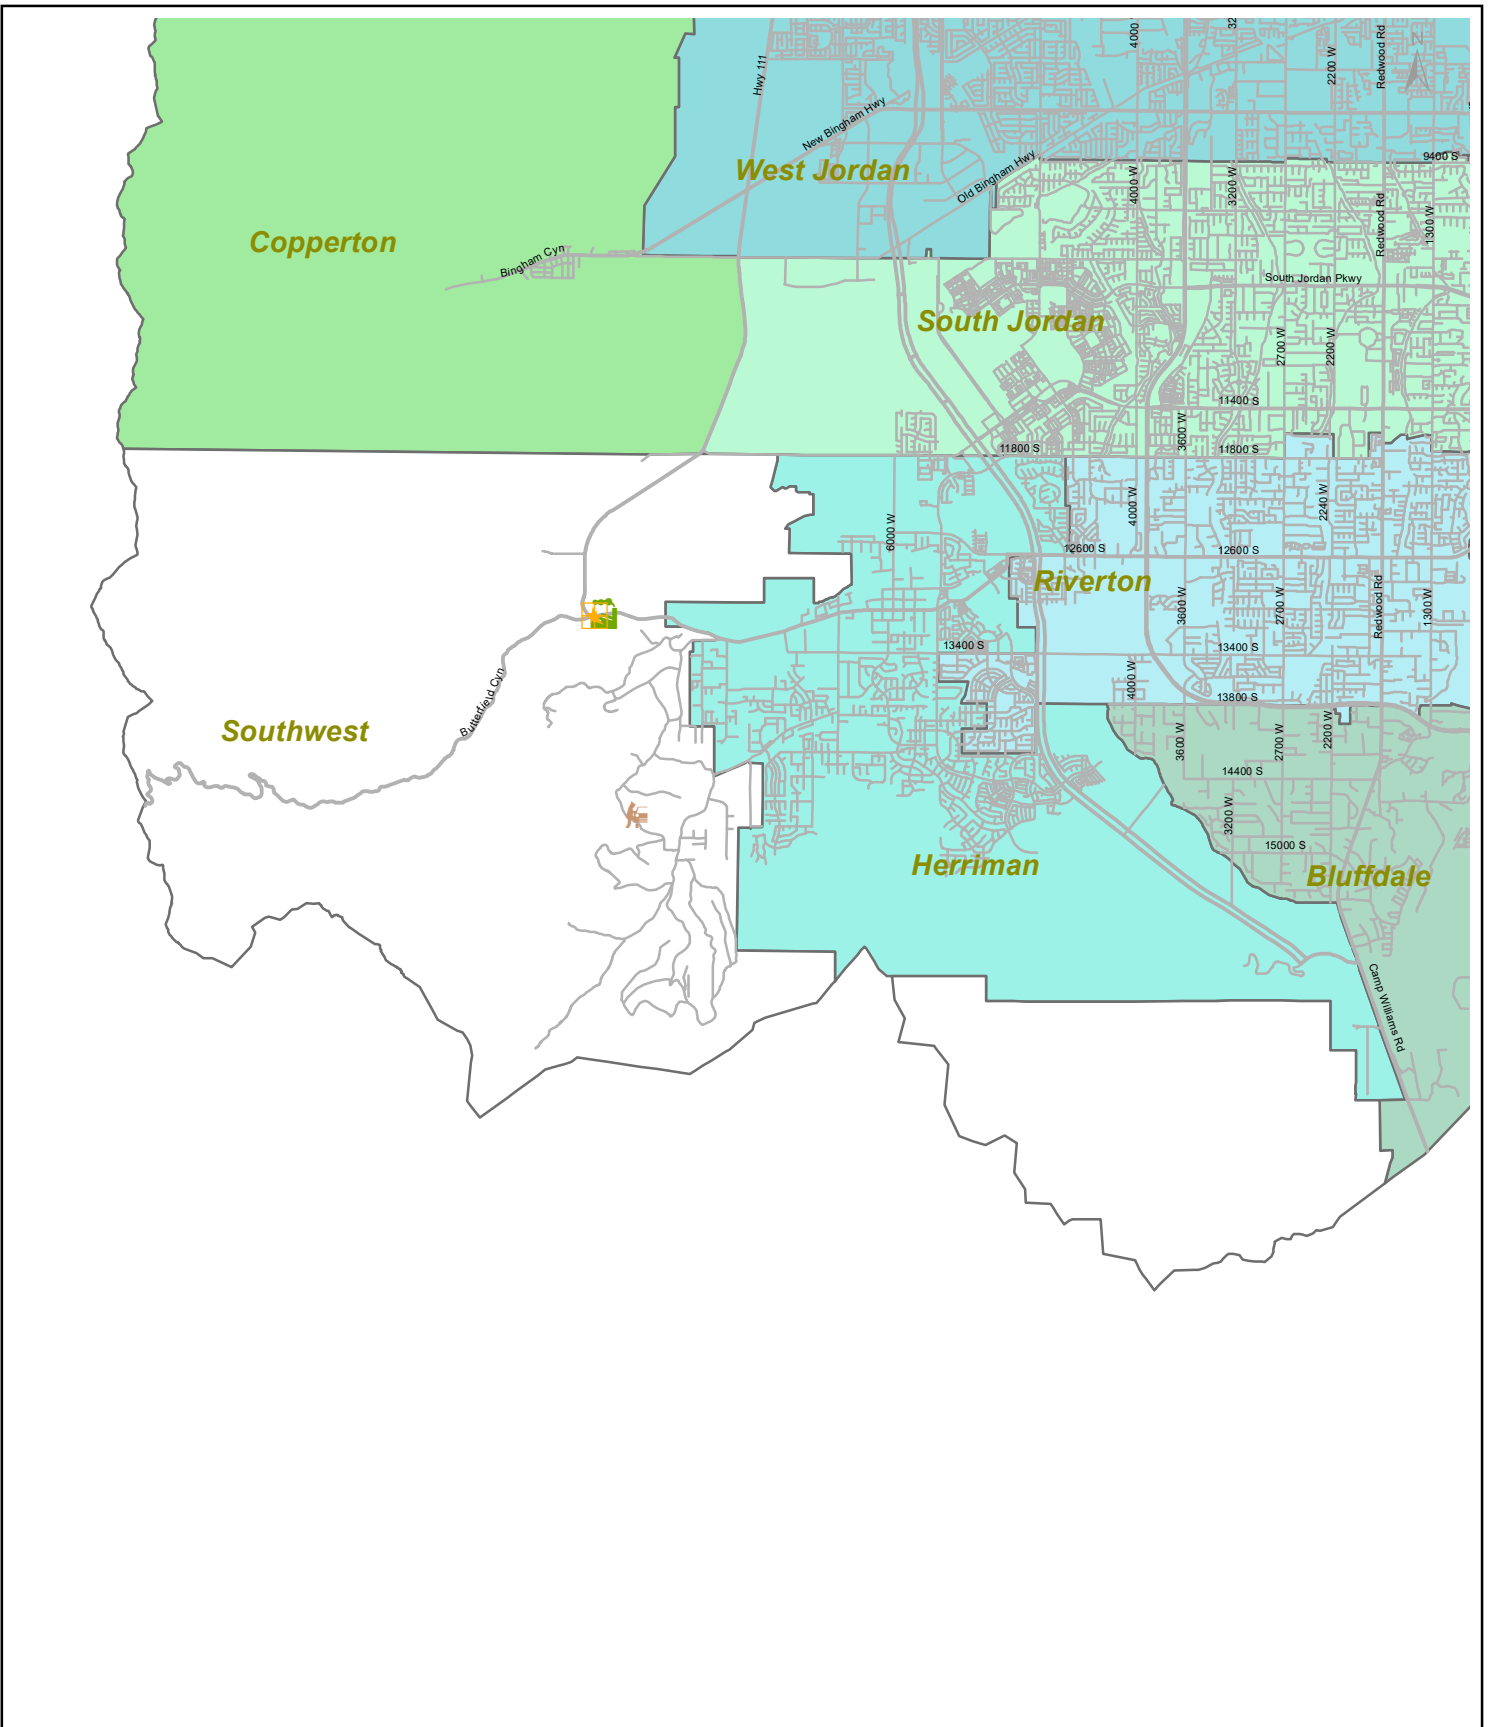 4000
32
2200 W
Redwood Rd
N
Hwy 111
New Bingham Hwy
West Jordan
Old Bingham Hwy
9400 S
4000 W
3200 W
Redwood Rd
1300 W
Copperton
Bingham Cyn
South Jordan Pkwy
South Jordan
2700 W
2200 W
11400 S
3600 W
11800 S
11800 S
6000 W
4000 W
2240 W
12600 S
12600 S
Riverton
3600 W
2700 W
Redwood Rd
1300 W
13400 S
13400 S
4000 W
13800 S
Butterfield Cyn
Southwest
3600 W
2700 W
2200 W
14400 S
3200 W
15000 S
Herriman
Bluffdale
Camp Williams Rd